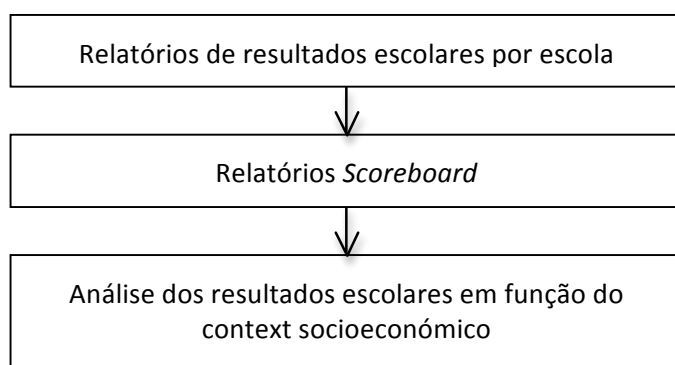 Relatórios de resultados escolares por escola
Relatórios Scoreboard
Análise dos resultados escolares em função do
context socioeconómico